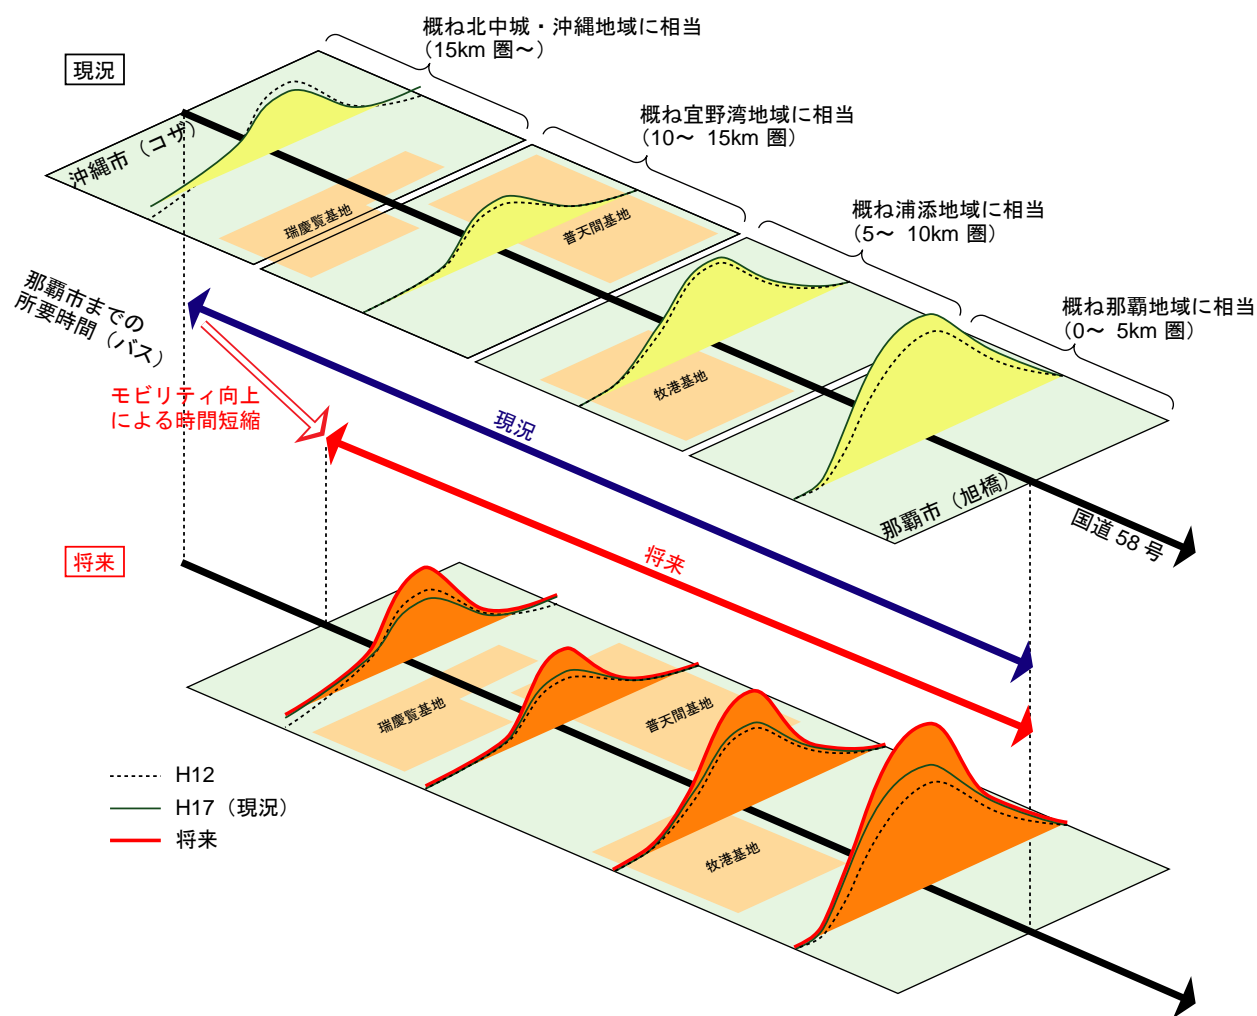 現況
概ね北中城・沖縄地域に相当
（15km 圏～）
概ね宜野湾地域に相当
（10～ 15km 圏）
概ね浦添地域に相当
（5～ 10km 圏）
概ね那覇地域に相当
（0～ 5km 圏）
沖縄市（コザ）
瑞慶覧基地
普天間基地
牧港基地
那覇市（旭橋）
国道 58 号
那覇市までの
所要時間（バス）
モビリティ向上
による時間短縮
現況
将来
将来
瑞慶覧基地
普天間基地
牧港基地
H12
H17（現況）
将来